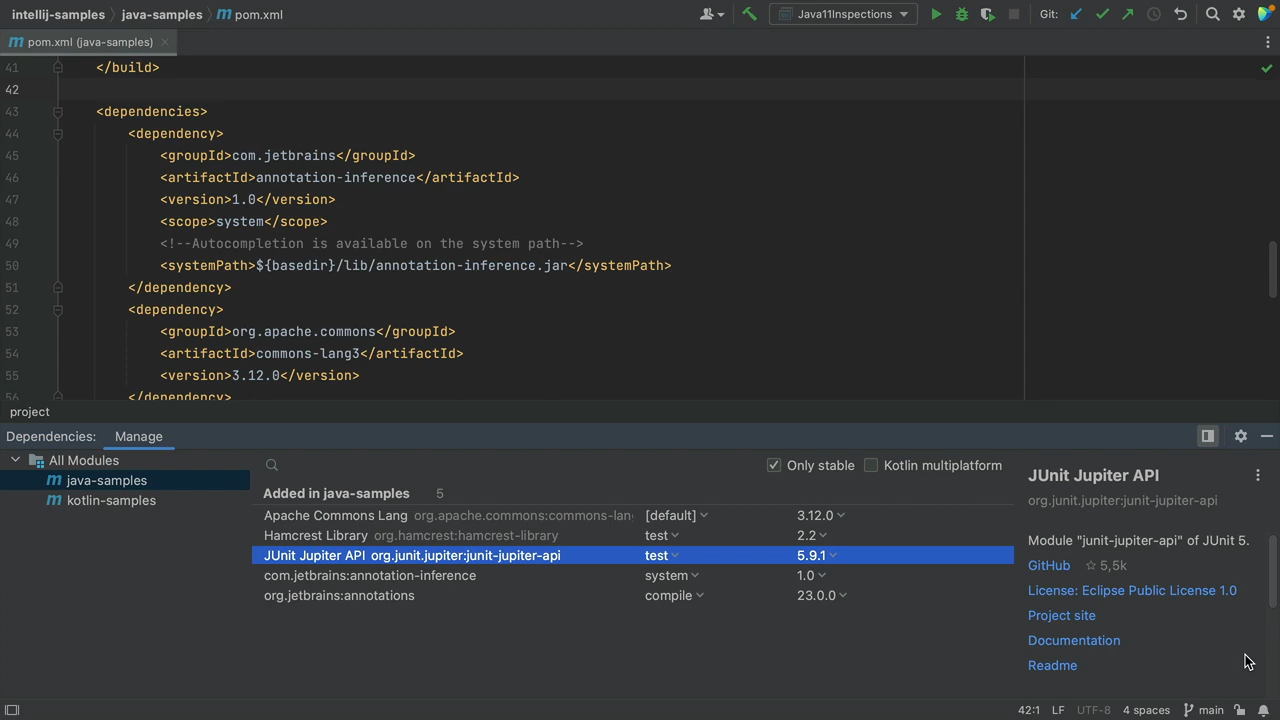 intellij-samples › java-samples › m pom.xml
Java11Inspections
Git:
m pom.xml (java-samples)
41 </build>
42
43 <dependencies>
44 <dependency>
45 <groupId>com.jetbrains</groupId>
46 <artifactId>annotation-inference</artifactId>
47 <version>1.0</version>
48 <scope>system</scope>
49 <!--Autocompletion is available on the system path-->
50 <systemPath>${basedir}/lib/annotation-inference.jar</systemPath>
51 </dependency>
52 <dependency>
53 <groupId>org.apache.commons</groupId>
54 <artifactId>commons-lang3</artifactId>
55 <version>3.12.0</version>
56 </dependency>
project
Dependencies: Manage
All Modules
m java-samples
m kotlin-samples
Only stable
Kotlin multiplatform
Added in java-samples 5
Apache Commons Lang org.apache.commons:commons-lan [default] 3.12.0
Hamcrest Library org.hamcrest:hamcrest-library test 2.2
JUnit Jupiter API org.junit.jupiter:junit-jupiter-api test 5.9.1
com.jetbrains:annotation-inference system 1.0
org.jetbrains:annotations compile 23.0.0
JUnit Jupiter API
org.junit.jupiter:junit-jupiter-api
Module "junit-jupiter-api" of JUnit 5.
GitHub ☆ 5,5k
License: Eclipse Public License 1.0
Project site
Documentation
Readme
42:1 LF UTF-8 4 spaces main